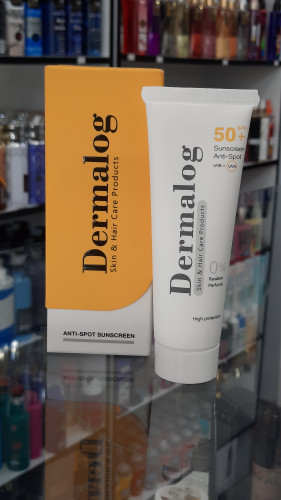 Dermalog
Skin & Hair Care Products
ANTI-SPOT SUNSCREEN
50+
Sunscreen
Anti-Spot
UVA + UVB
Dermalog
Skin & Hair Care Products
0%
Paraben
Perfume
High protection